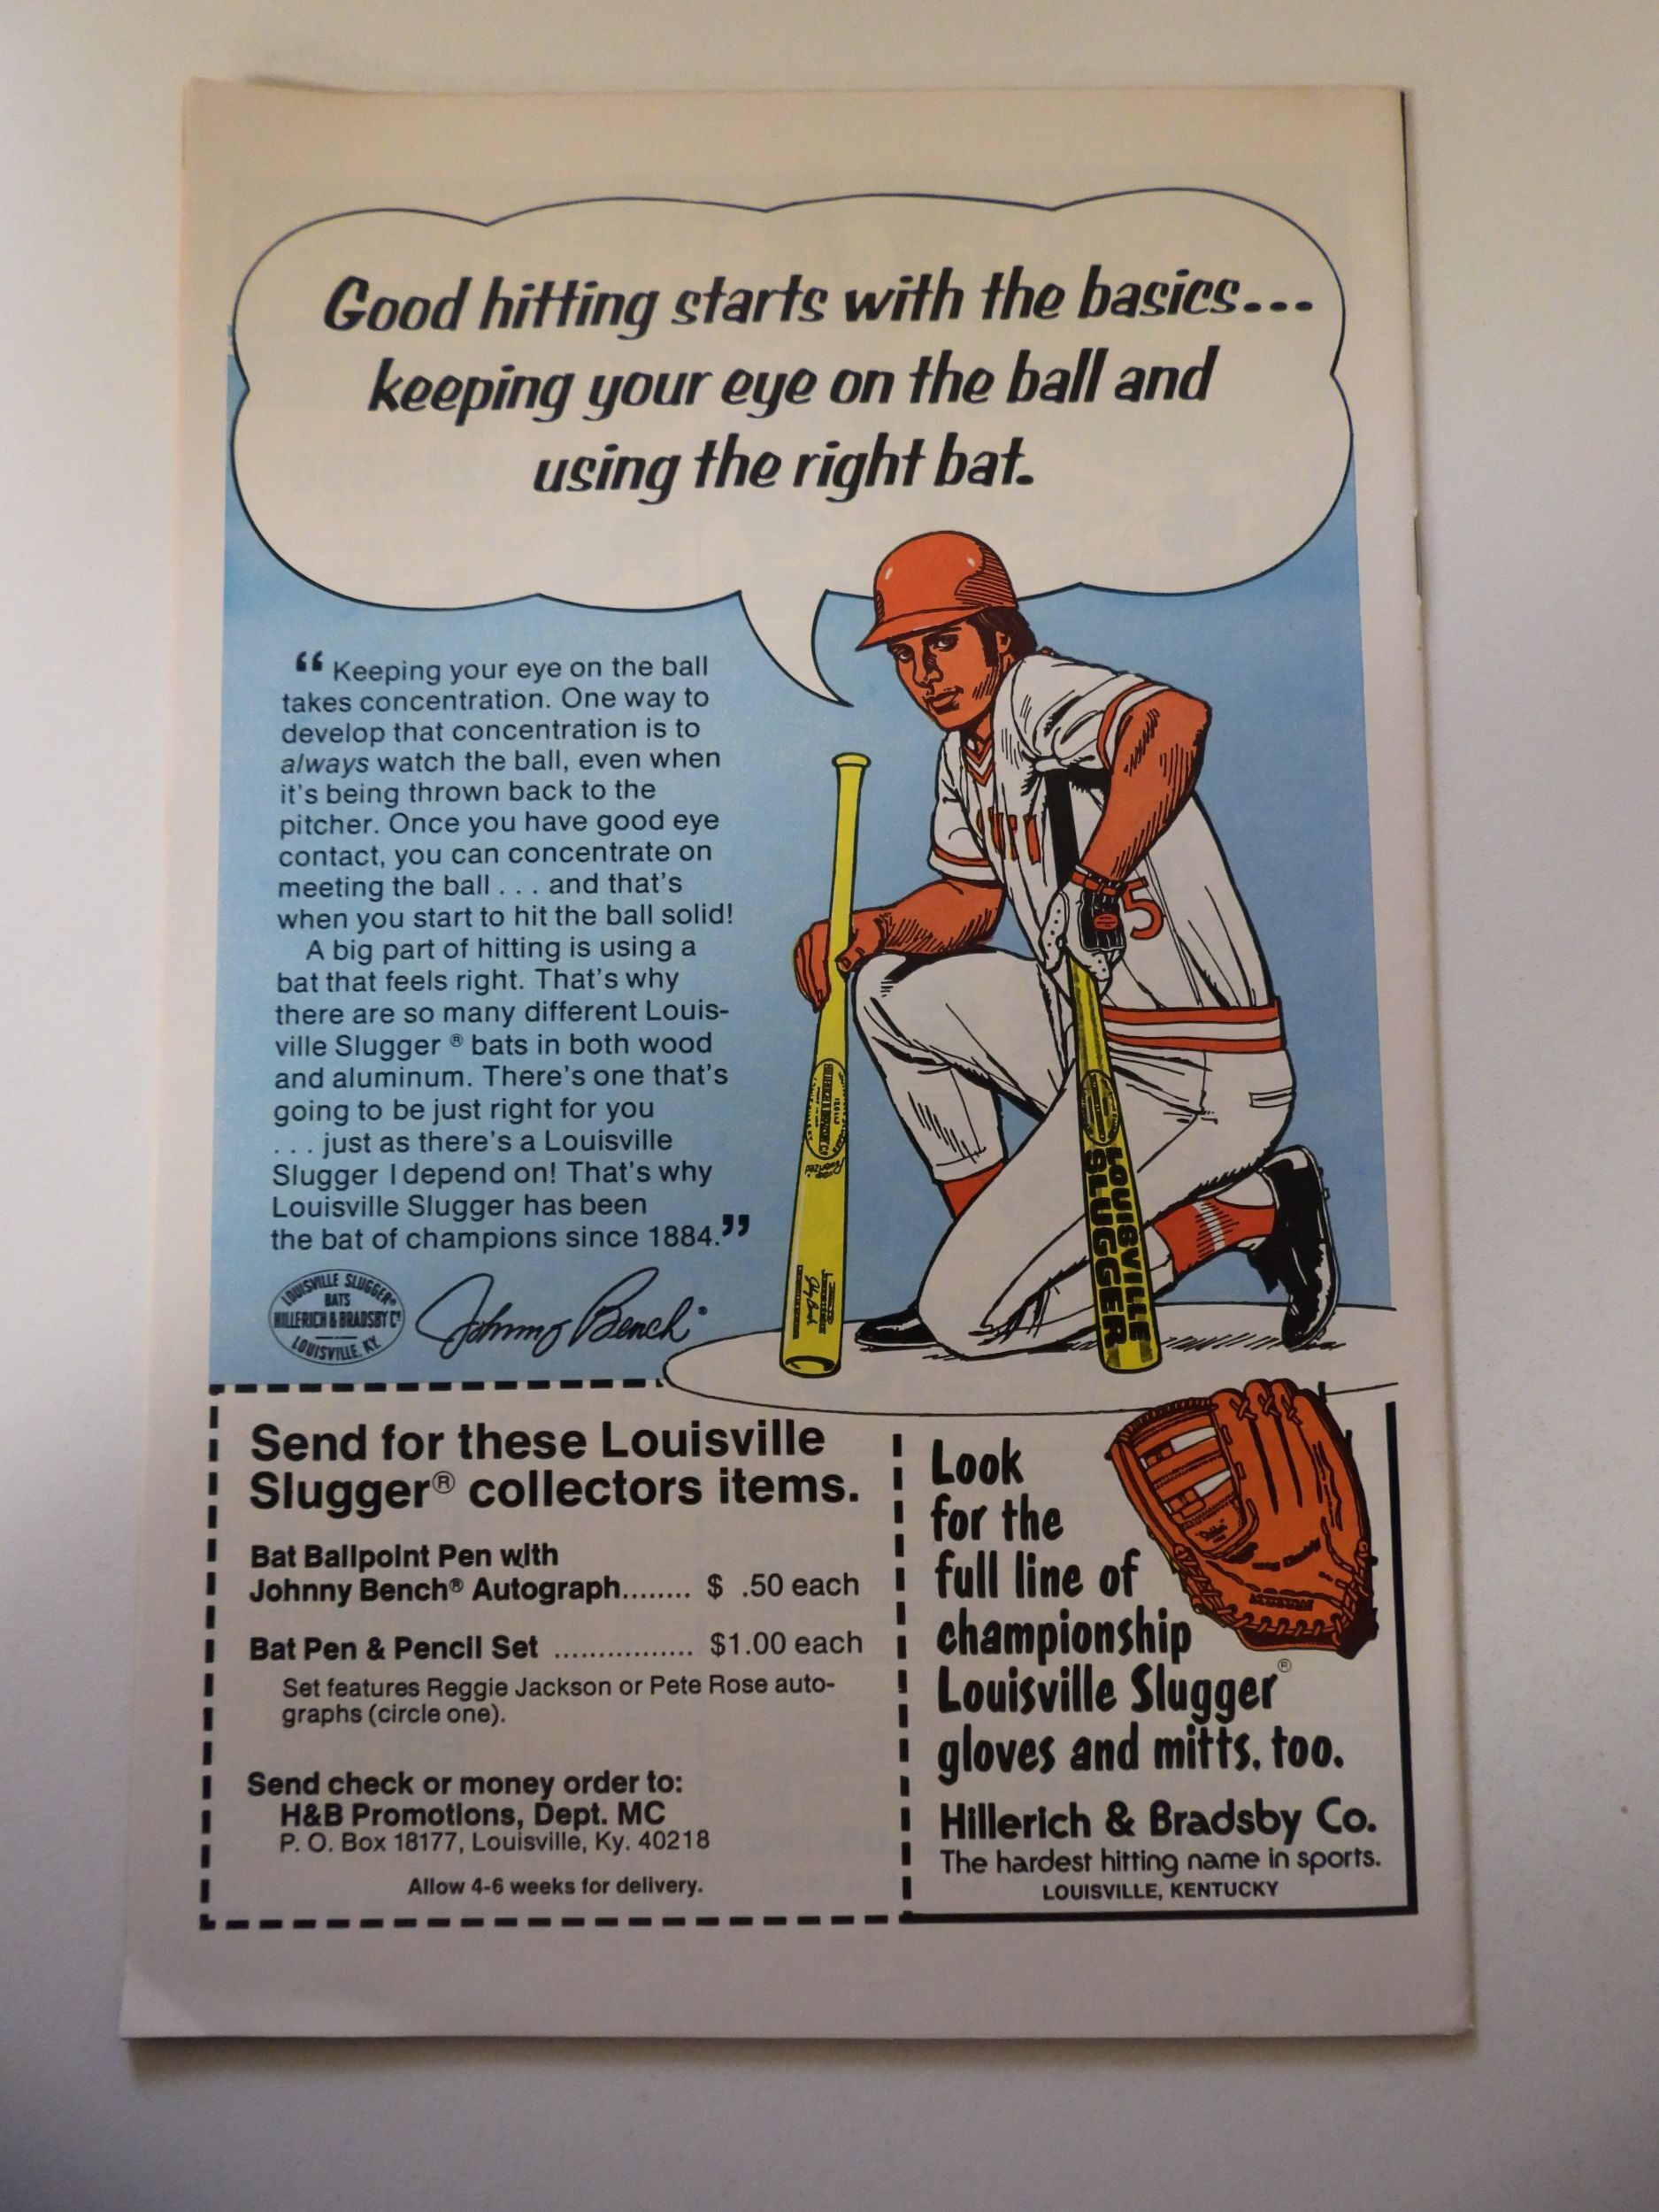 Good hitting starts with the basics...
keeping your eye on the ball and
using the right bat.
“ Keeping your eye on the ball
takes concentration. One way to
develop that concentration is to
always watch the ball, even when
it's being thrown back to the
pitcher. Once you have good eye
contact, you can concentrate on
meeting the ball . . . and that's
when you start to hit the ball solid!
A big part of hitting is using a
bat that feels right. That's why
there are so many different Louis-
ville Slugger ® bats in both wood
and aluminum. There's one that's
going to be just right for you
. . . just as there's a Louisville
Slugger I depend on! That's why
Louisville Slugger has been
the bat of champions since 1884.”
5
LOUISVILLE
SLUGGER
LOUISVILLE SLUGGER®
BATS
HILLERICH & BRADSBY Co
LOUISVILLE, KY.
Johnny Bench®
Send for these Louisville
Slugger® collectors items.
Bat Ballpoint Pen with
Johnny Bench® Autograph........ $ .50 each
Bat Pen & Pencil Set ................ $1.00 each
Set features Reggie Jackson or Pete Rose auto-
graphs (circle one).
Send check or money order to:
H&B Promotions, Dept. MC
P. O. Box 18177, Louisville, Ky. 40218
Allow 4-6 weeks for delivery.
Look
for the
full line of
championship
Louisville Slugger®
gloves and mitts, too.
Hillerich & Bradsby Co.
The hardest hitting name in sports.
LOUISVILLE, KENTUCKY